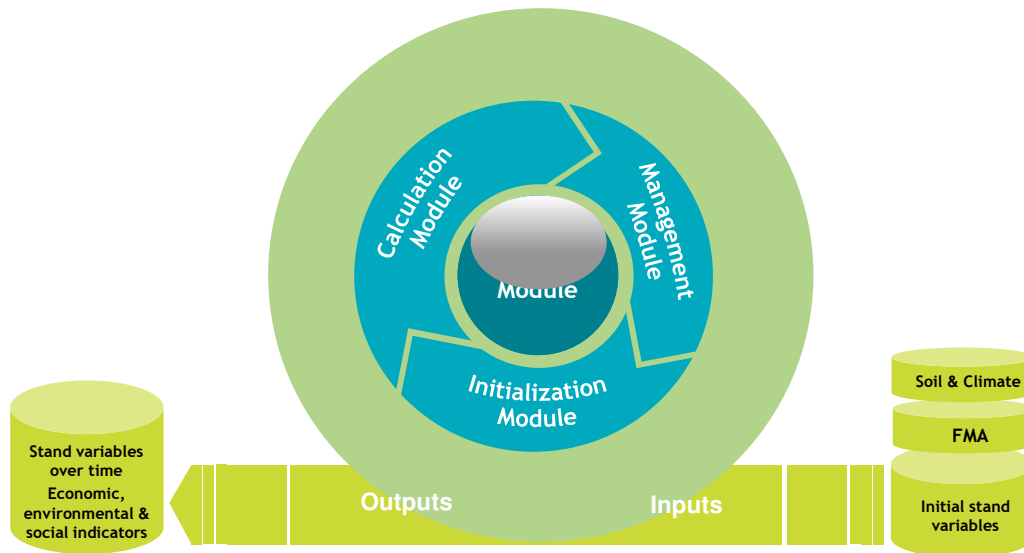 Calculation
Module
Management
Module
Module
Initialization
Module
Soil & Climate
FMA
Initial stand
variables
Inputs
Outputs
Stand variables
over time
Economic,
environmental &
social indicators